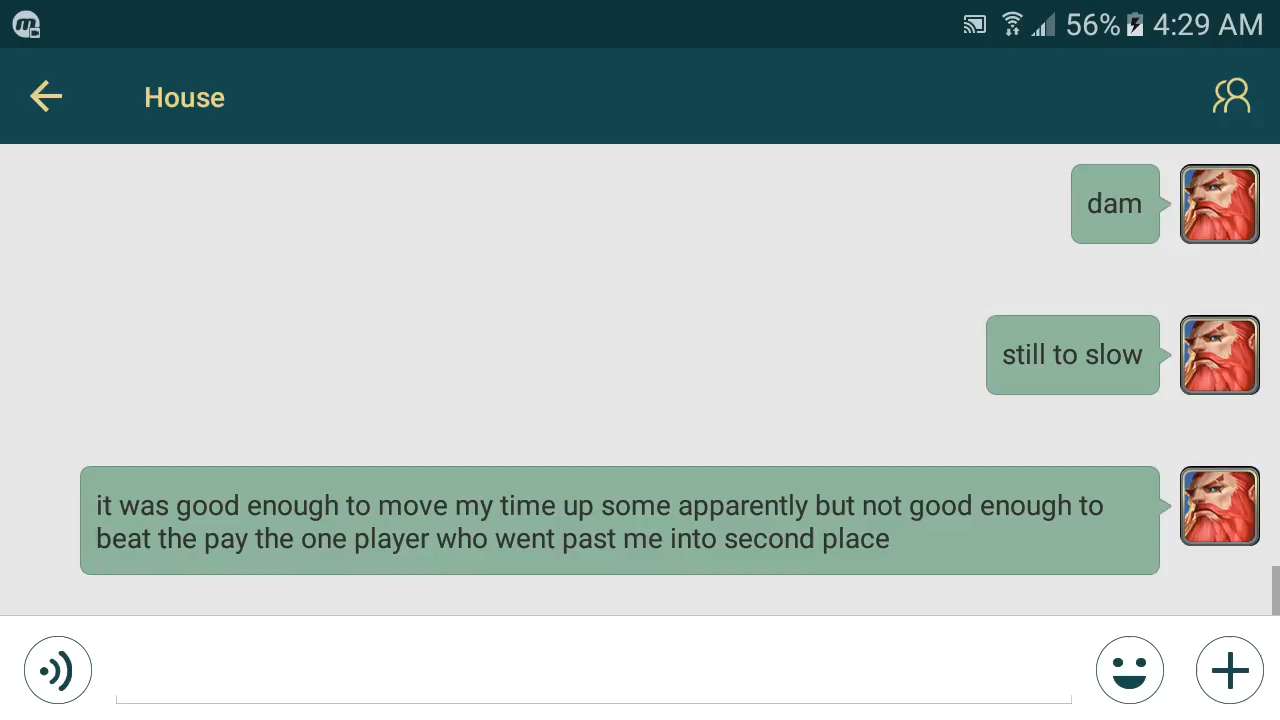 56% 4:29 AM
House
dam
still to slow
it was good enough to move my time up some apparently but not good enough to
beat the pay the one player who went past me into second place